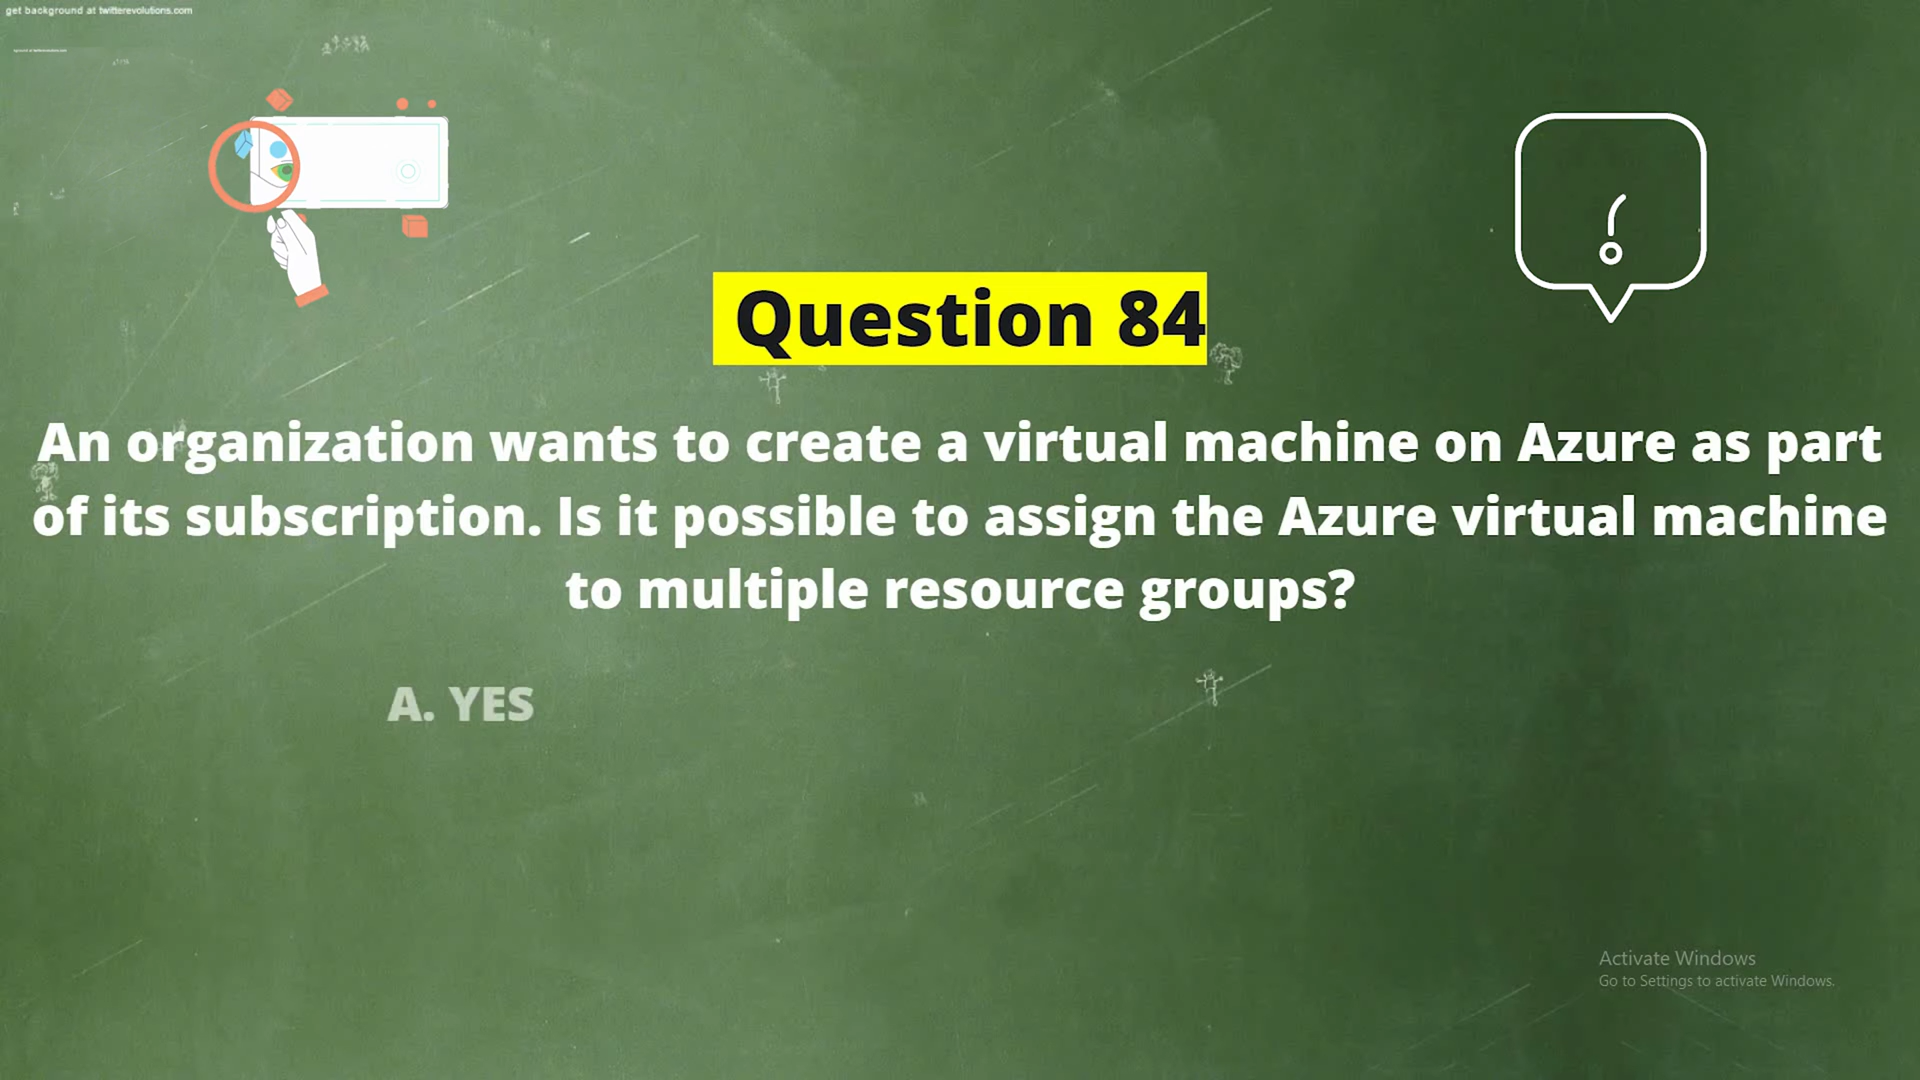 get background at twitterevolutions.com
Question 84
An organization wants to create a virtual machine on Azure as part
of its subscription. Is it possible to assign the Azure virtual machine
to multiple resource groups?
A. YES
Activate Windows
Go to Settings to activate Windows.